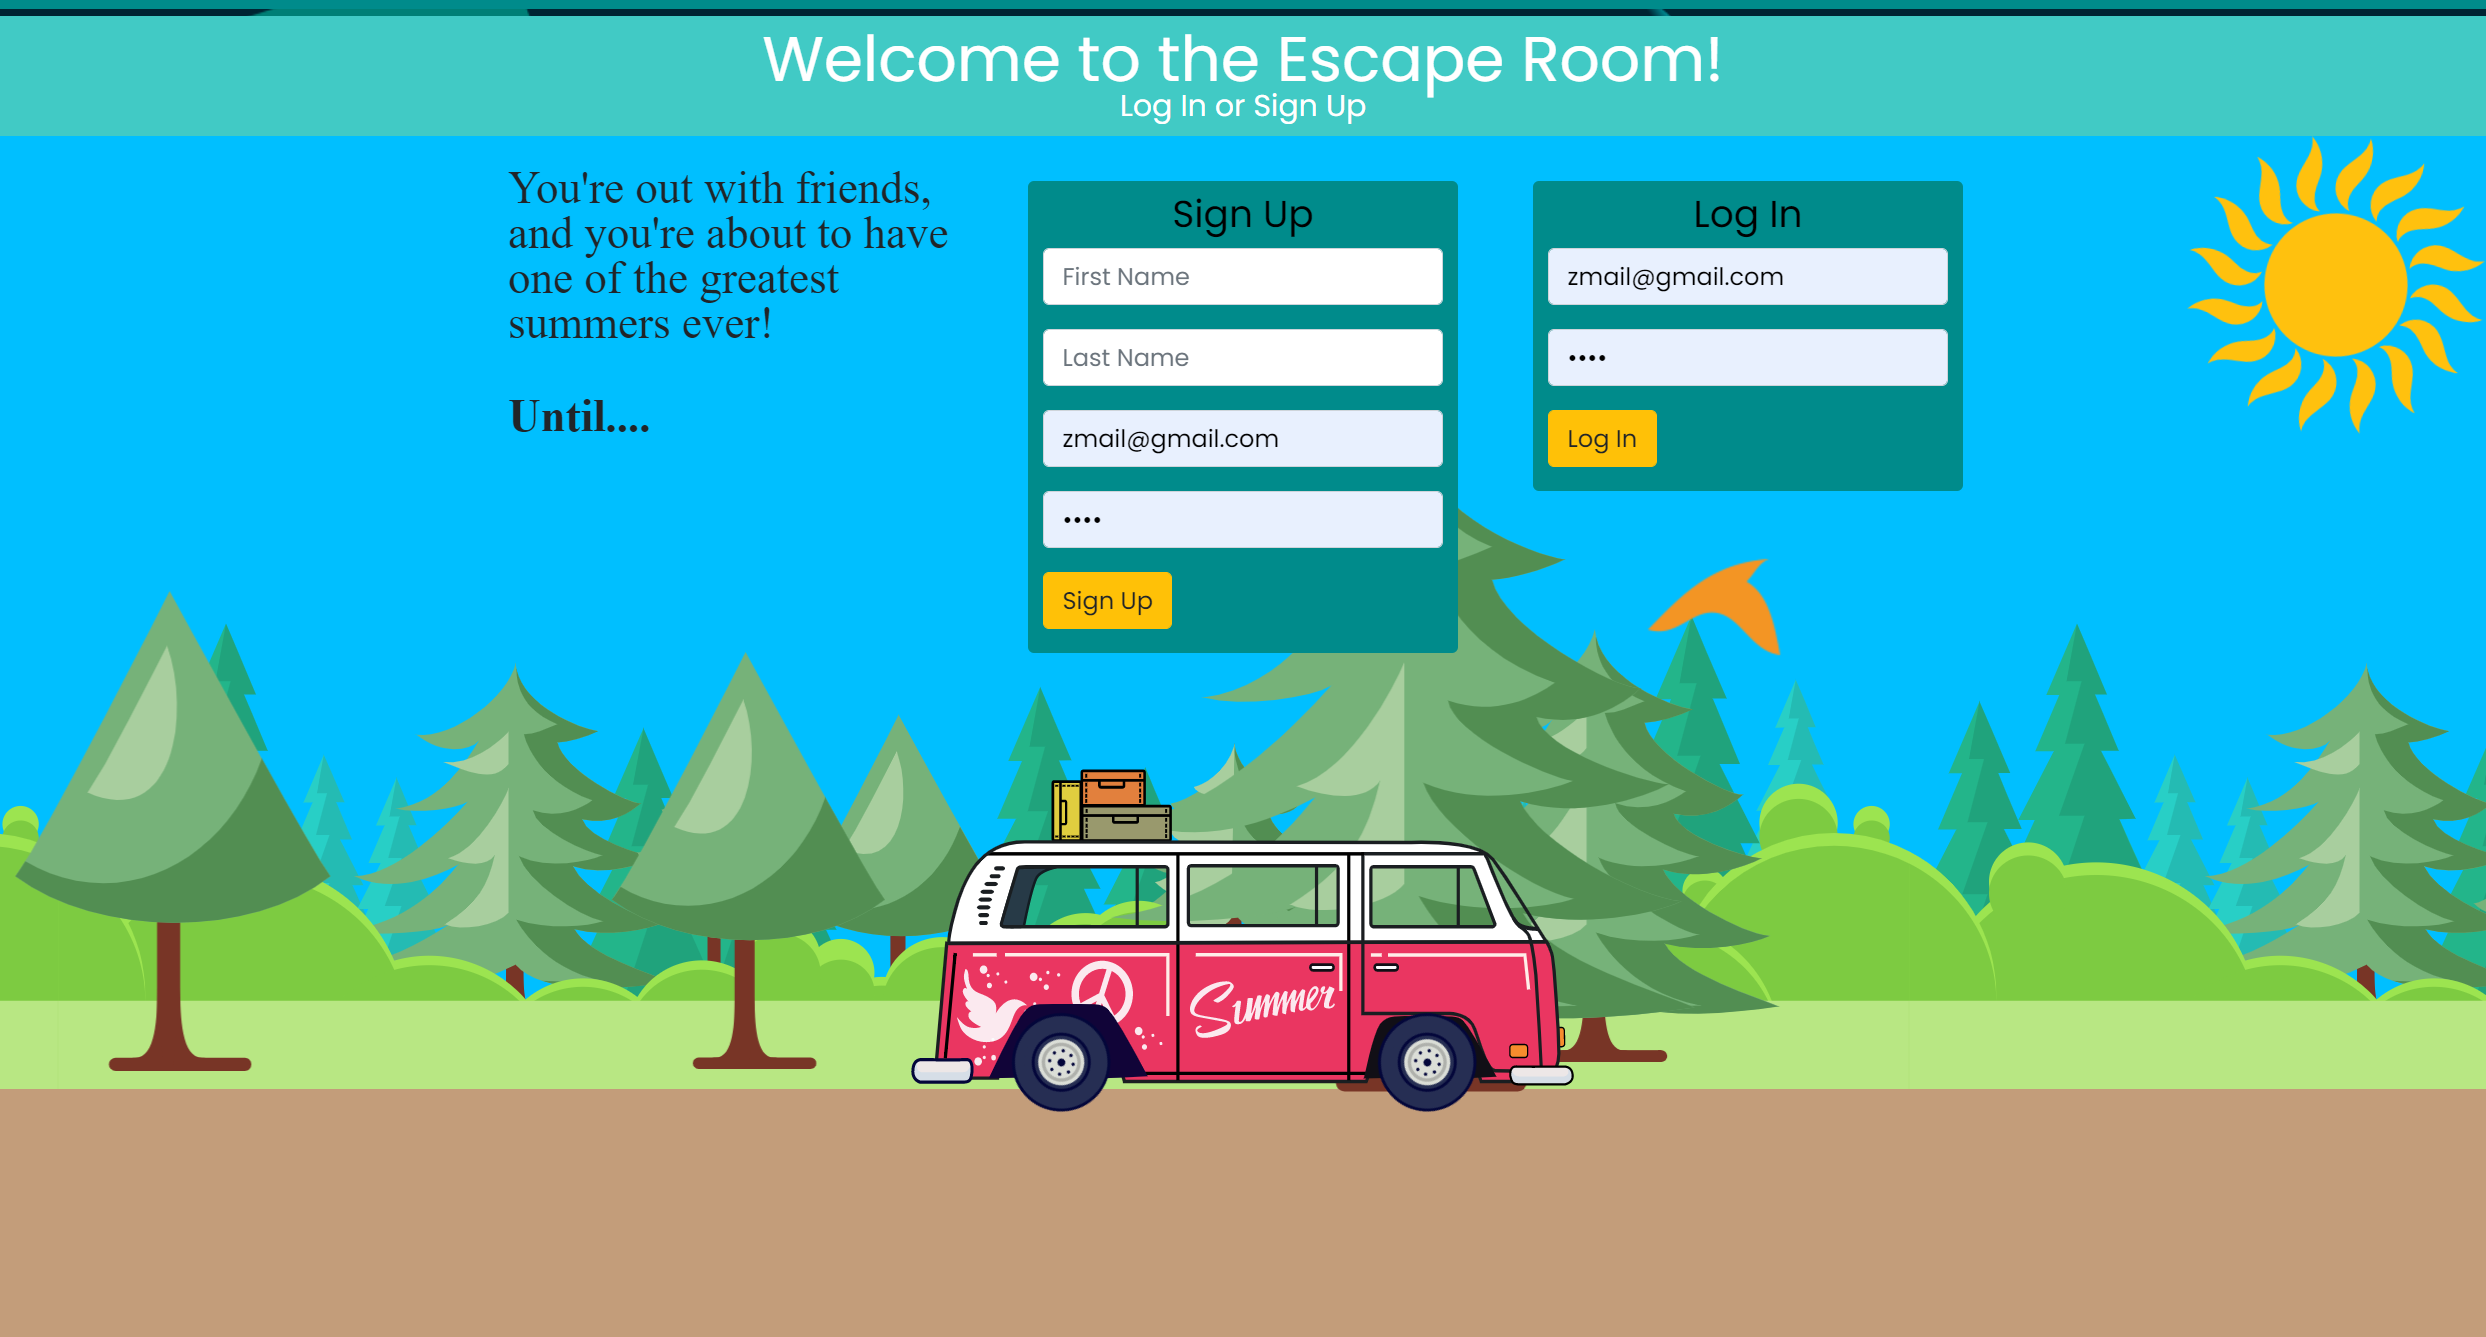 Welcome to the Escape Room!
Log In or Sign Up
You're out with friends,
and you're about to have
one of the greatest
summers ever!
Until....
Sign Up
First Name
Last Name
zmail@gmail.com
••••
Sign Up
Log In
zmail@gmail.com
••••
Log In
Summer